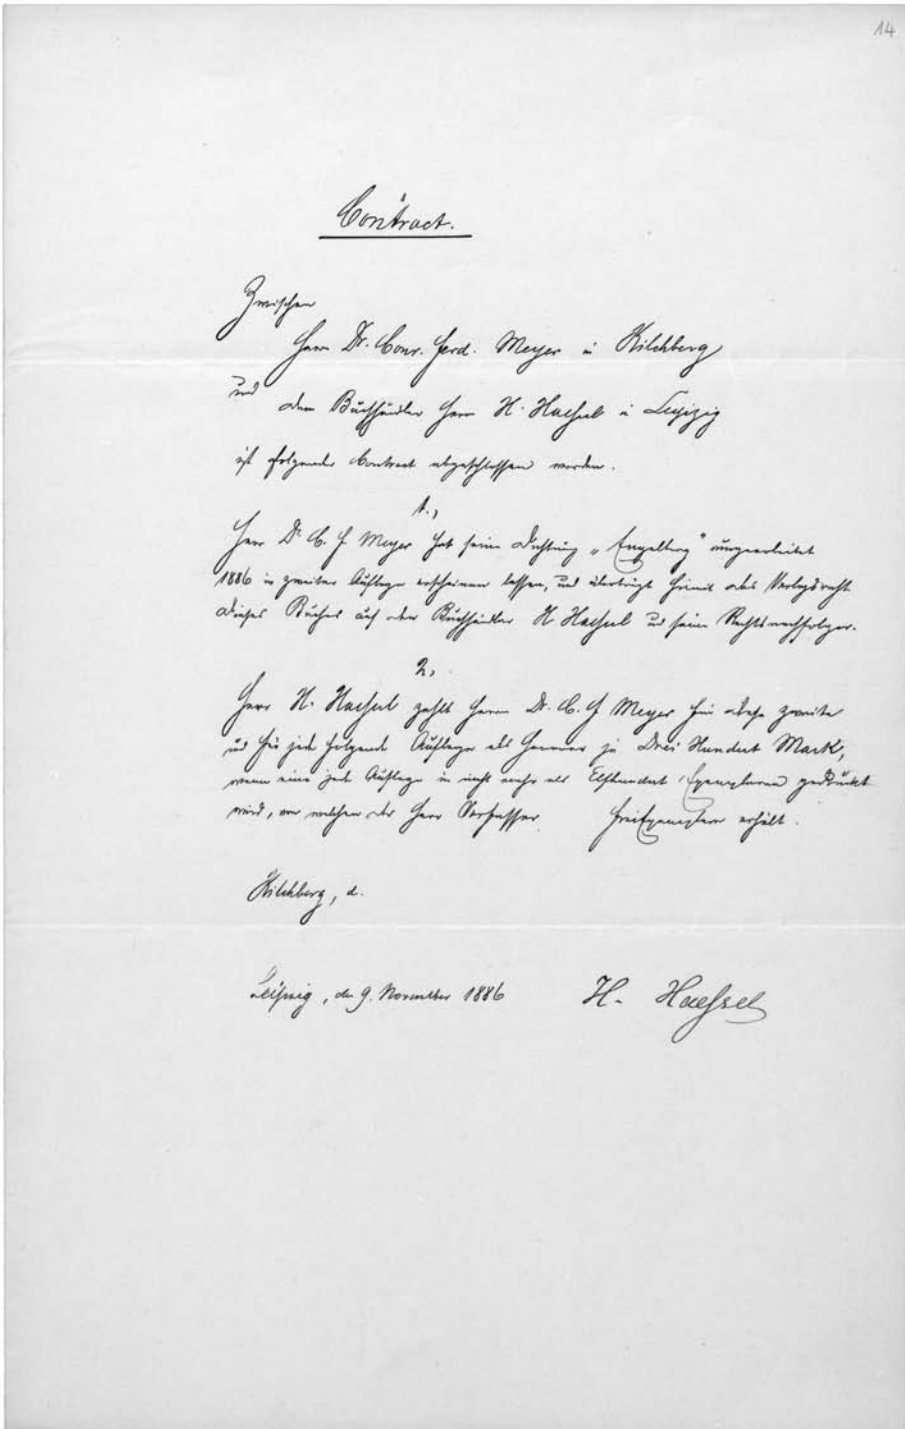 14
Contract.
Zwischen
Herrn Dr. Conr. Ferd. Meyer in Kilchberg
und
dem Buchhändler Herrn H. Haessel in Leipzig
ist folgender Contract abgeschlossen worden.
1.,
Herr Dr. C. F. Meyer hat seine Dichtung „Engelberg" umgearbeitet
1886 in zweiter Auflage erscheinen lassen, und überträgt hiemit das Verlagsrecht
dieses Buches auf den Buchhändler H Haessel und seine Rechtsnachfolger.
2,
Herr H. Haessel zahlt Herrn Dr. C. F Meyer für diese zweite
und für jede folgende Auflage als Honorar je Drei Hundert Mark,
wenn eine jede Auflage in nicht mehr als Elfhundert Exemplaren gedruckt
wird, von welchen der Herr Verfasser Freiexemplare erhält.
Kilchberg, d.
Leipzig, den 9. November 1886 H. Haessel